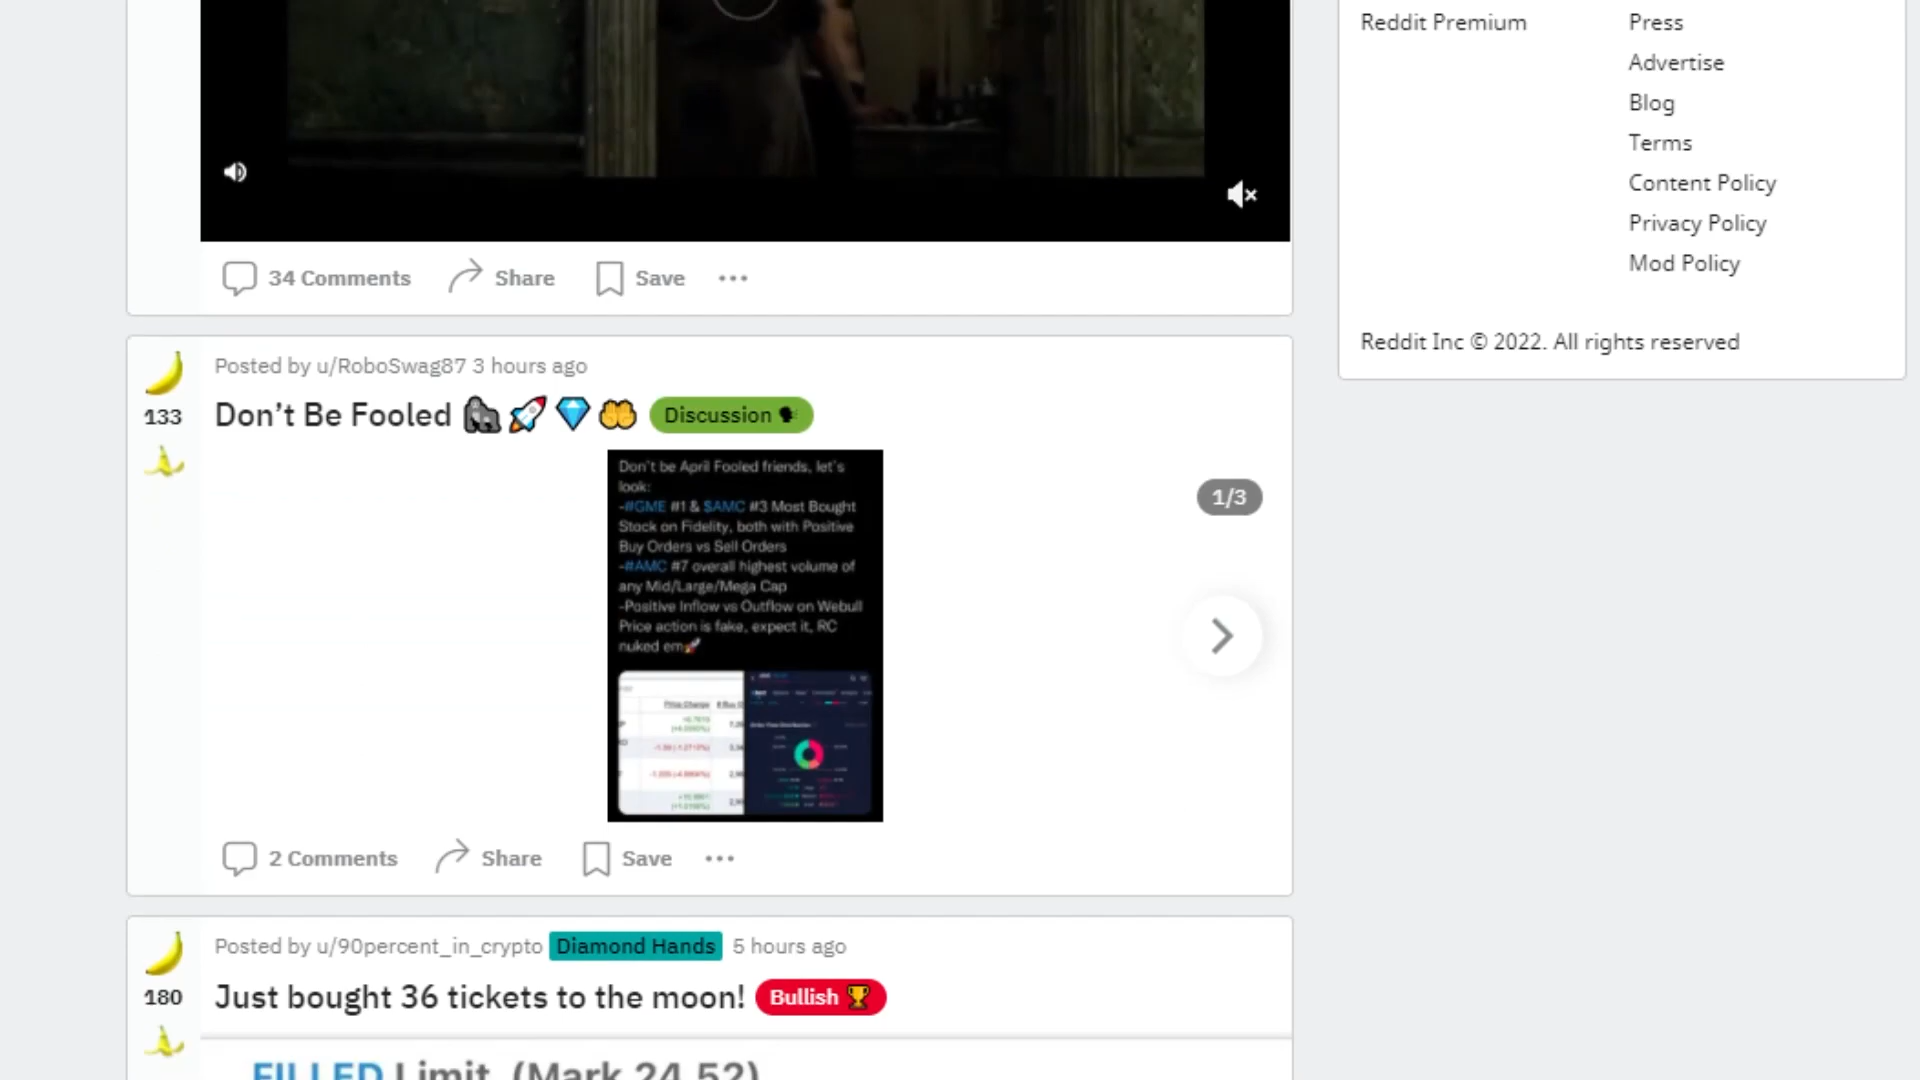 Reddit Premium
Press
Advertise
Blog
Terms
Content Policy
Privacy Policy
Mod Policy
Reddit Inc © 2022. All rights reserved
34 Comments Share Save
Posted by u/RoboSwag87 3 hours ago
133
Don't Be Fooled 🦍🚀💎🤲 Discussion 🗣
1/3
Don't be April Fooled friends, let's
look:
-#GME #1 & $AMC #3 Most Bought
Stock on Fidelity, both with Positive
Buy Orders vs Sell Orders
-#AMC #7 overall highest volume of
any Mid/Large/Mega Cap
-Positive Inflow vs Outflow on Webull
Price action is fake, expect it, RC
nuked em🚀
Price Change
2 Comments Share Save
Posted by u/90percent_in_crypto Diamond Hands 5 hours ago
180
Just bought 36 tickets to the moon! Bullish 🏆
FILLED Limit (Mark 24.52)